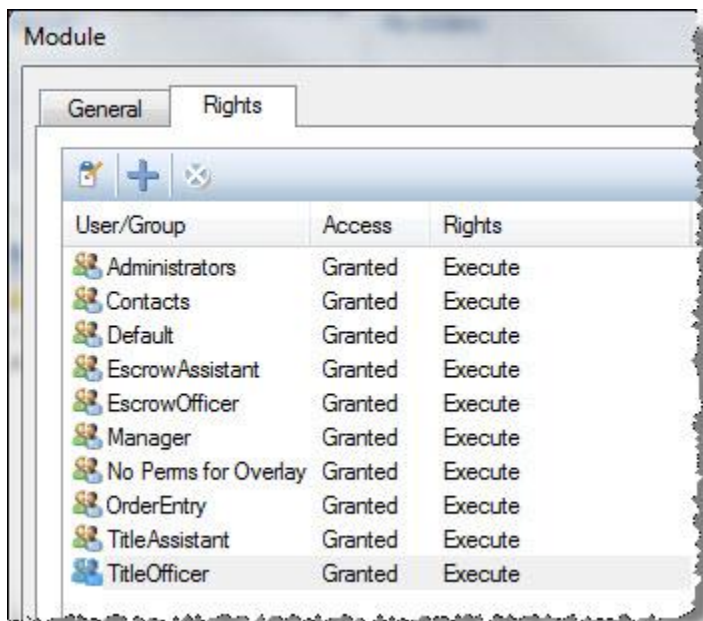 Module
General Rights
User/Group Access Rights
Administrators Granted Execute
Contacts Granted Execute
Default Granted Execute
EscrowAssistant Granted Execute
EscrowOfficer Granted Execute
Manager Granted Execute
No Perms for Overlay Granted Execute
OrderEntry Granted Execute
TitleAssistant Granted Execute
TitleOfficer Granted Execute